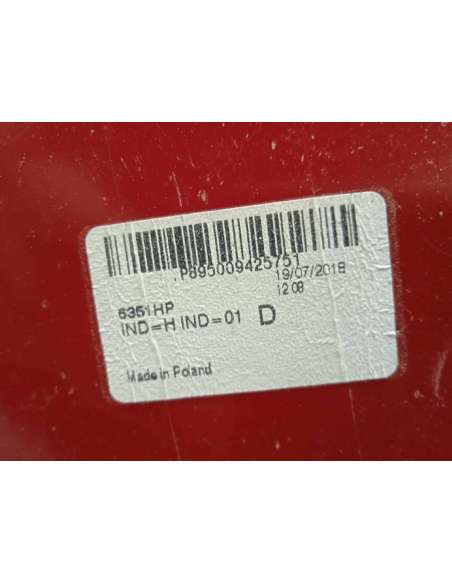 P895009425751
19/07/2018
12:08
6351HP
IND=H IND=01 D
Made in Poland